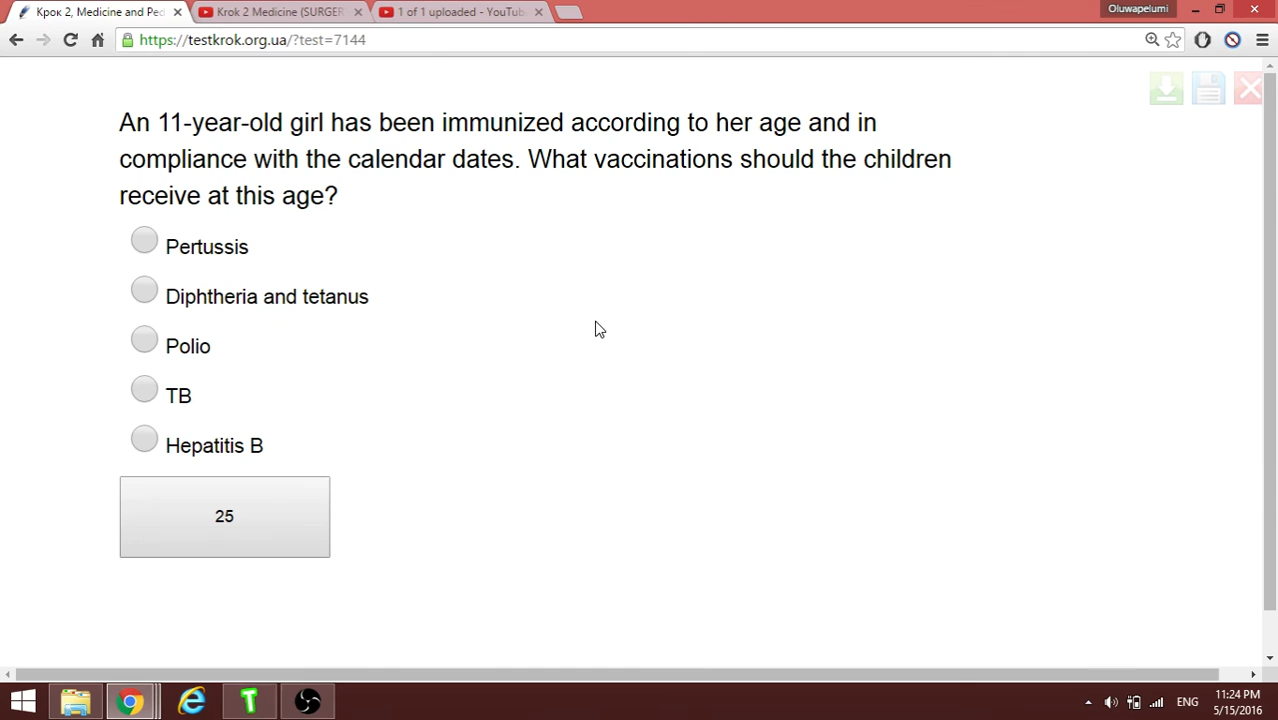 Крок 2, Medicine and Ped
Krok 2 Medicine (SURGER
1 of 1 uploaded - YouTub
Oluwapelumi
https://testkrok.org.ua/?test=7144
An 11-year-old girl has been immunized according to her age and in
compliance with the calendar dates. What vaccinations should the children
receive at this age?
Pertussis
Diphtheria and tetanus
Polio
TB
Hepatitis B
25
ENG
11:24 PM
5/15/2016